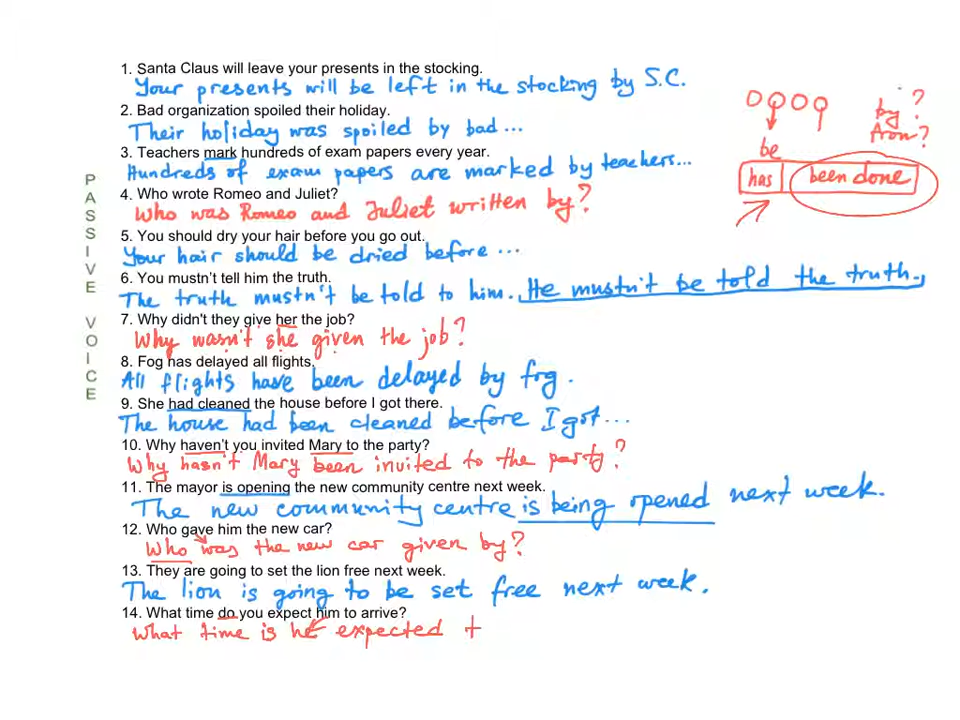 PASSIVE VOICE
1. Santa Claus will leave your presents in the stocking.
Your presents will be left in the stocking by S.C.
2. Bad organization spoiled their holiday.
Their holiday was spoiled by bad...
3. Teachers mark hundreds of exam papers every year.
Hundreds of exam papers are marked by teachers...
4. Who wrote Romeo and Juliet?
Who was Romeo and Juliet written by?
5. You should dry your hair before you go out.
Your hair should be dried before...
6. You mustn't tell him the truth.
The truth mustn't be told to him. He mustn't be told the truth.
7. Why didn't they give her the job?
Why wasn't she given the job?
8. Fog has delayed all flights.
All flights have been delayed by fog.
9. She had cleaned the house before I got there.
The house had been cleaned before I got...
10. Why haven't you invited Mary to the party?
Why hasn't Mary been invited to the party?
11. The mayor is opening the new community centre next week.
The new community centre is being opened next week.
12. Who gave him the new car?
Who was the new car given by?
13. They are going to set the lion free next week.
The lion is going to be set free next week.
14. What time do you expect him to arrive?
What time is he expected t
by ?
from?
be
has been done